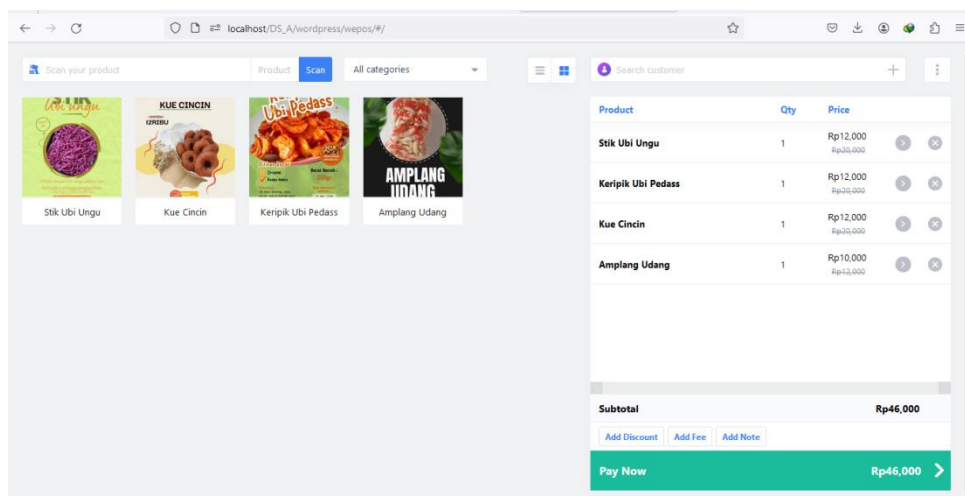 localhost/DS_A/wordpress/wepos/#/
Scan your product Product Scan All categories
Search customer
Ubi ungu
KUE CINCIN
12RIBU
Ubi Pedass
AMPLANG
UDANG
Stik Ubi Ungu Kue Cincin Keripik Ubi Pedass Amplang Udang
Product Qty Price
Stik Ubi Ungu 1 Rp12,000
Rp20,000
Keripik Ubi Pedass 1 Rp12,000
Rp20,000
Kue Cincin 1 Rp12,000
Rp20,000
Amplang Udang 1 Rp10,000
Rp12,000
Subtotal Rp46,000
Add Discount Add Fee Add Note
Pay Now Rp46,000